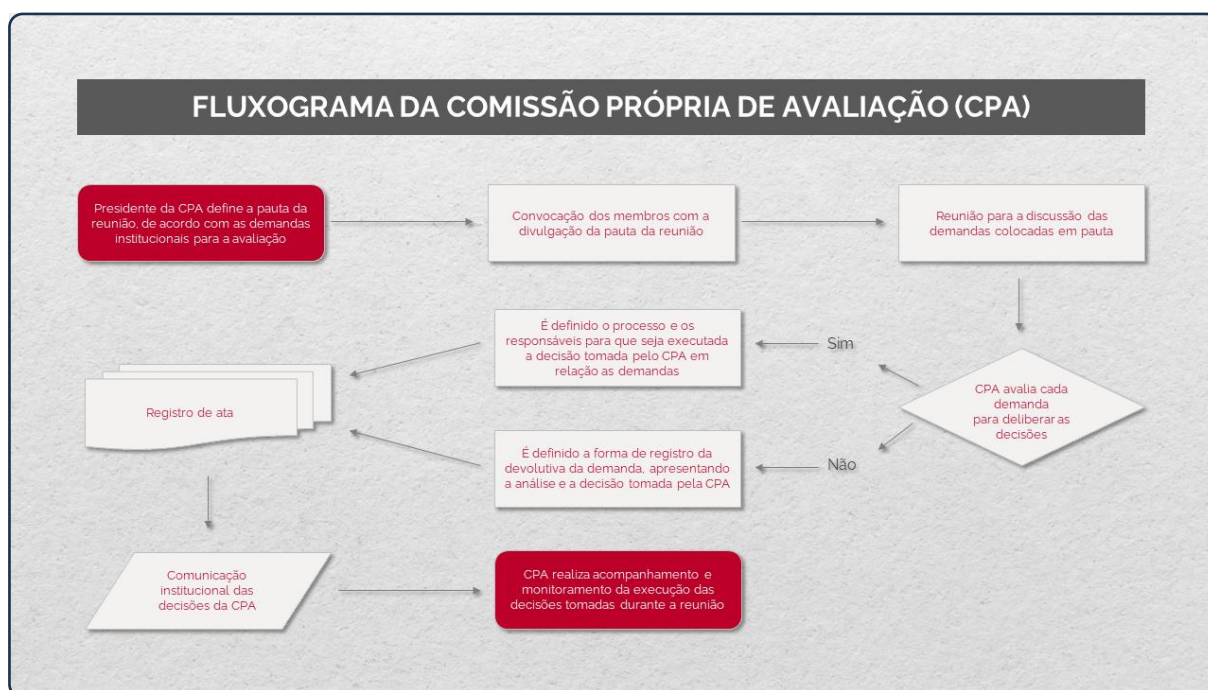 FLUXOGRAMA DA COMISSÃO PRÓPRIA DE AVALIAÇÃO (CPA)
Presidente da CPA define a pauta da
reunião, de acordo com as demandas
institucionais para a avaliação
Convocação dos membros com a
divulgação da pauta da reunião
Reunião para a discussão das
demandas colocadas em pauta
É definido o processo e os
responsáveis para que seja executada
a decisão tomada pelo CPA em
relação as demandas
Sim
CPA avalia cada
demanda
para deliberar as
decisões
Registro de ata
É definido a forma de registro da
devolutiva da demanda, apresentando
a análise e a decisão tomada pela CPA
Não
Comunicação
institucional das
decisões da CPA
CPA realiza acompanhamento e
monitoramento da execução das
decisões tomadas durante a reunião